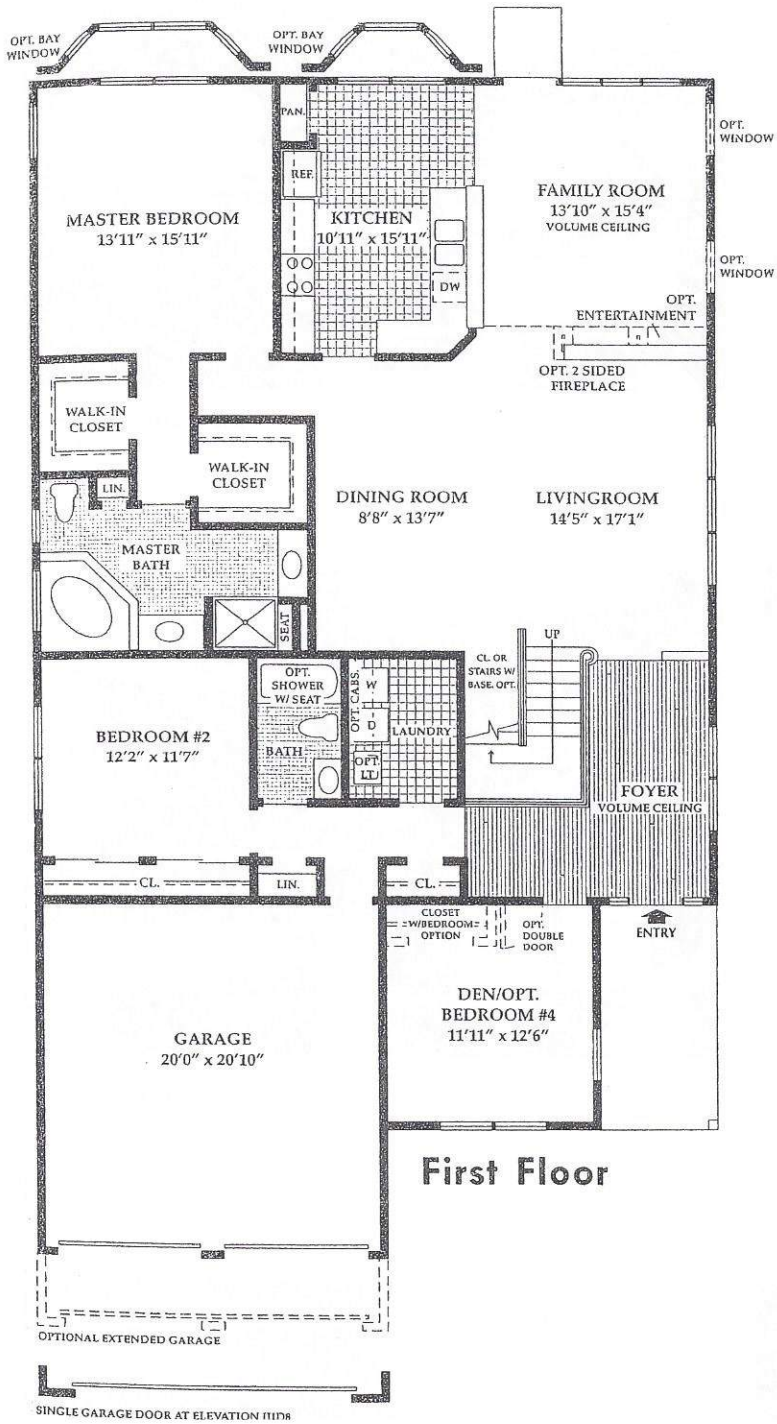 OPT. BAY
WINDOW
OPT. BAY
WINDOW
PAN.
REF.
OPT.
WINDOW
MASTER BEDROOM
13'11" x 15'11"
KITCHEN
10'11" x 15'11"
DW
FAMILY ROOM
13'10" x 15'4"
VOLUME CEILING
OPT.
WINDOW
OPT.
ENTERTAINMENT
OPT. 2 SIDED
FIREPLACE
WALK-IN
CLOSET
WALK-IN
CLOSET
LIN.
MASTER
BATH
SEAT
DINING ROOM
8'8" x 13'7"
LIVINGROOM
14'5" x 17'1"
BEDROOM #2
12'2" x 11'7"
OPT.
SHOWER
W/ SEAT
BATH
OPT. CABS.
W
D
OPT.
LT.
LAUNDRY
CL. OR
STAIRS W/
BASE. OPT.
UP
FOYER
VOLUME CEILING
CL.
LIN.
CL.
CLOSET
W/BEDROOM
OPTION
OPT.
DOUBLE
DOOR
ENTRY
GARAGE
20'0" x 20'10"
DEN/OPT.
BEDROOM #4
11'11" x 12'6"
First Floor
OPTIONAL EXTENDED GARAGE
SINGLE GARAGE DOOR AT ELEVATION